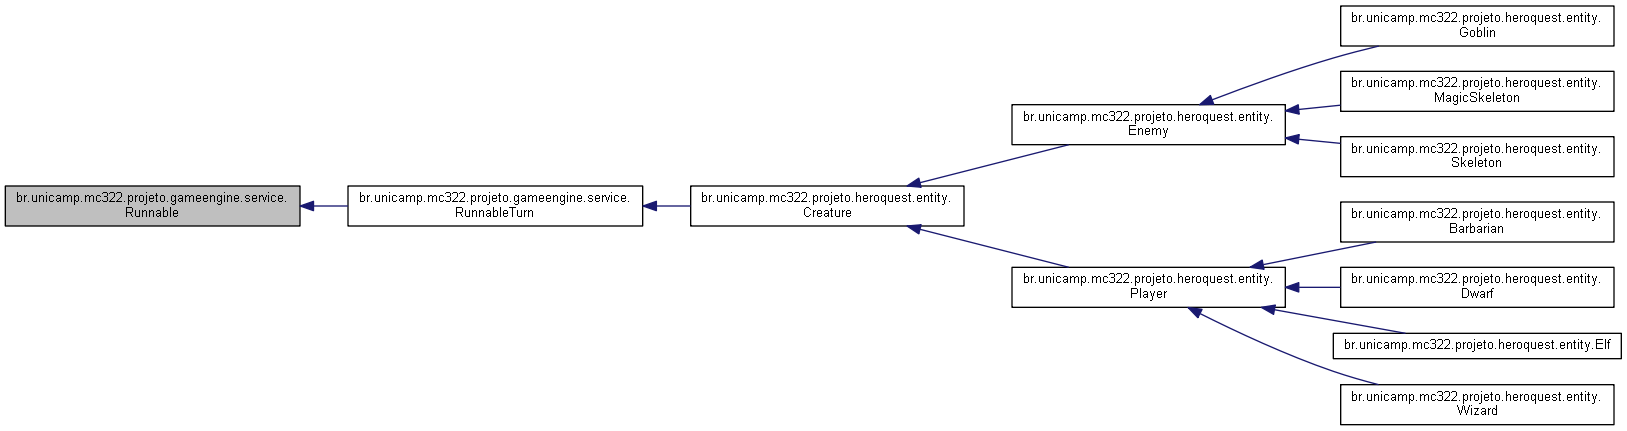 br.unicamp.mc322.projeto.gameengine.service.
Runnable
br.unicamp.mc322.projeto.gameengine.service.
RunnableTurn
br.unicamp.mc322.projeto.heroquest.entity.
Creature
br.unicamp.mc322.projeto.heroquest.entity.
Enemy
br.unicamp.mc322.projeto.heroquest.entity.
Goblin
br.unicamp.mc322.projeto.heroquest.entity.
MagicSkeleton
br.unicamp.mc322.projeto.heroquest.entity.
Skeleton
br.unicamp.mc322.projeto.heroquest.entity.
Player
br.unicamp.mc322.projeto.heroquest.entity.
Barbarian
br.unicamp.mc322.projeto.heroquest.entity.
Dwarf
br.unicamp.mc322.projeto.heroquest.entity.Elf
br.unicamp.mc322.projeto.heroquest.entity.
Wizard